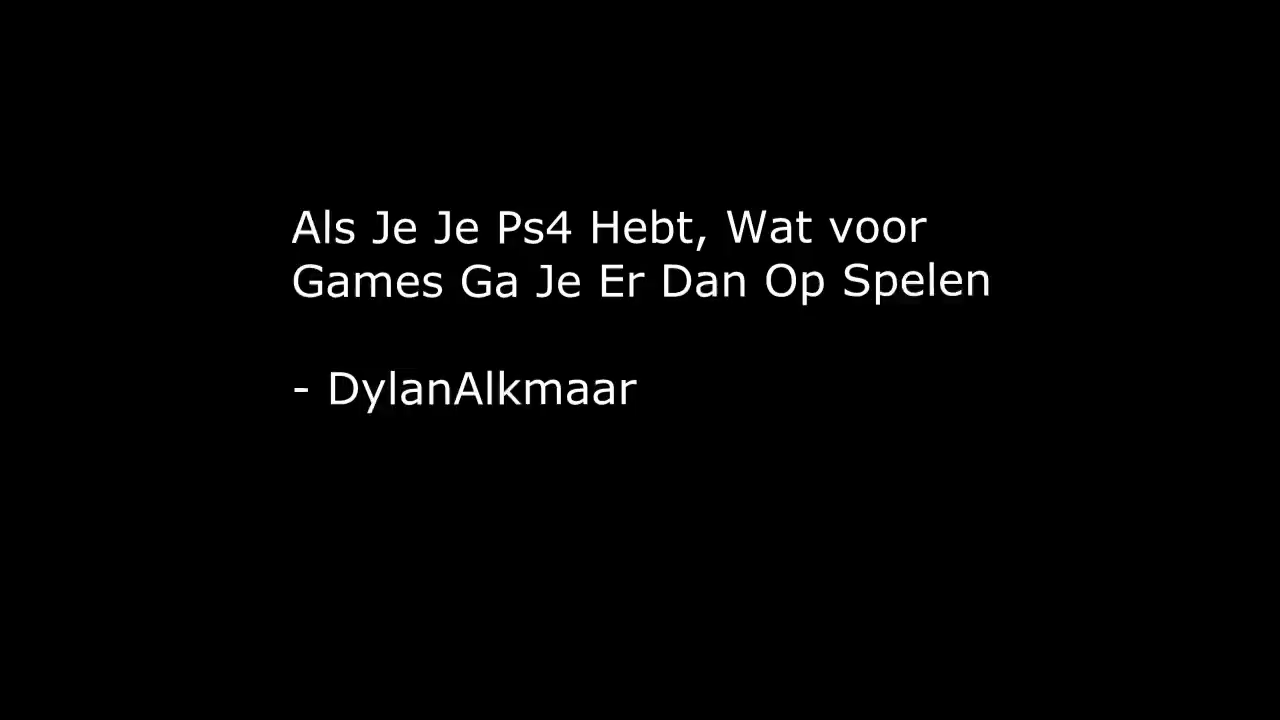 Als Je Je Ps4 Hebt, Wat voor
Games Ga Je Er Dan Op Spelen
- DylanAlkmaar